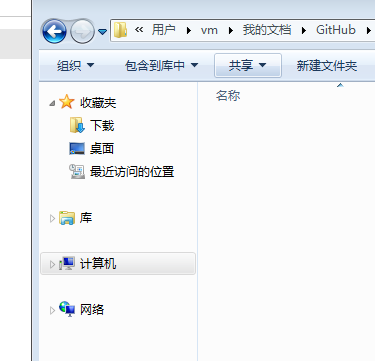 « 用户 vm 我的文档 GitHub
组织 包含到库中 共享 新建文件夹
收藏夹 名称
下载
桌面
最近访问的位置
库
计算机
网络